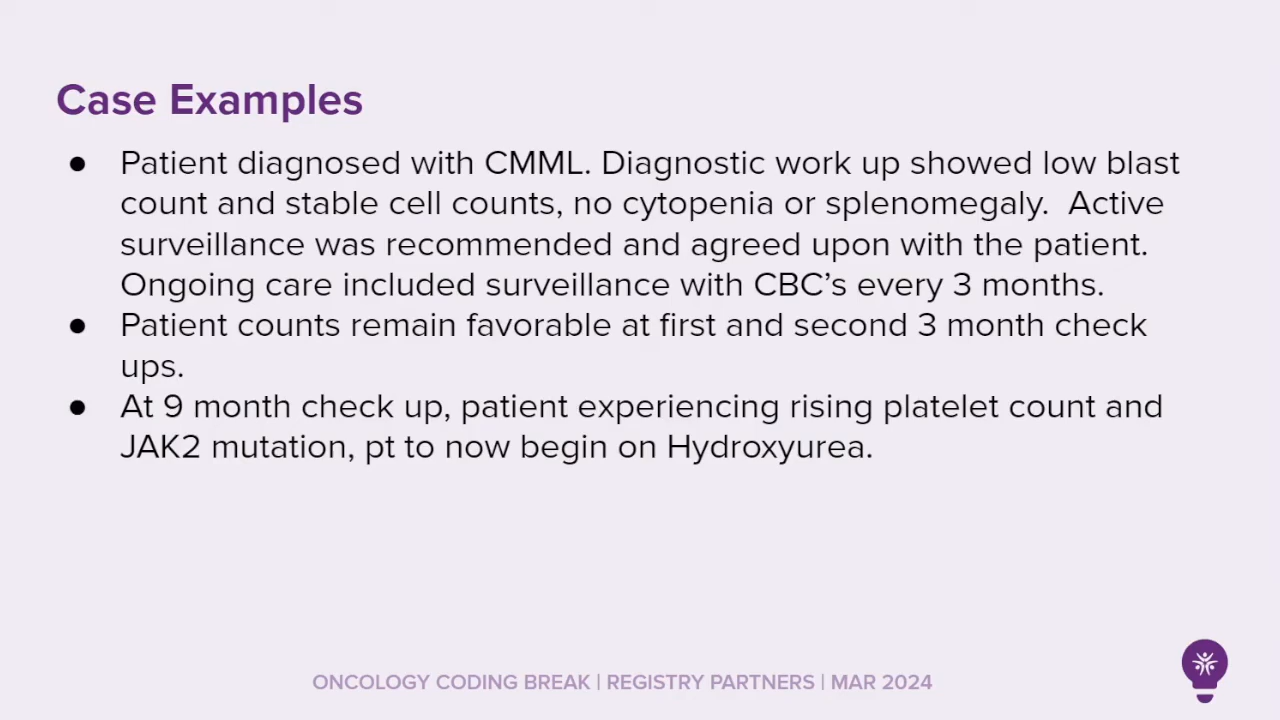 Case Examples
● Patient diagnosed with CMML. Diagnostic work up showed low blast
count and stable cell counts, no cytopenia or splenomegaly.  Active
surveillance was recommended and agreed upon with the patient.
Ongoing care included surveillance with CBC’s every 3 months.
● Patient counts remain favorable at first and second 3 month check
ups.
● At 9 month check up, patient experiencing rising platelet count and
JAK2 mutation, pt to now begin on Hydroxyurea.
ONCOLOGY CODING BREAK | REGISTRY PARTNERS | MAR 2024